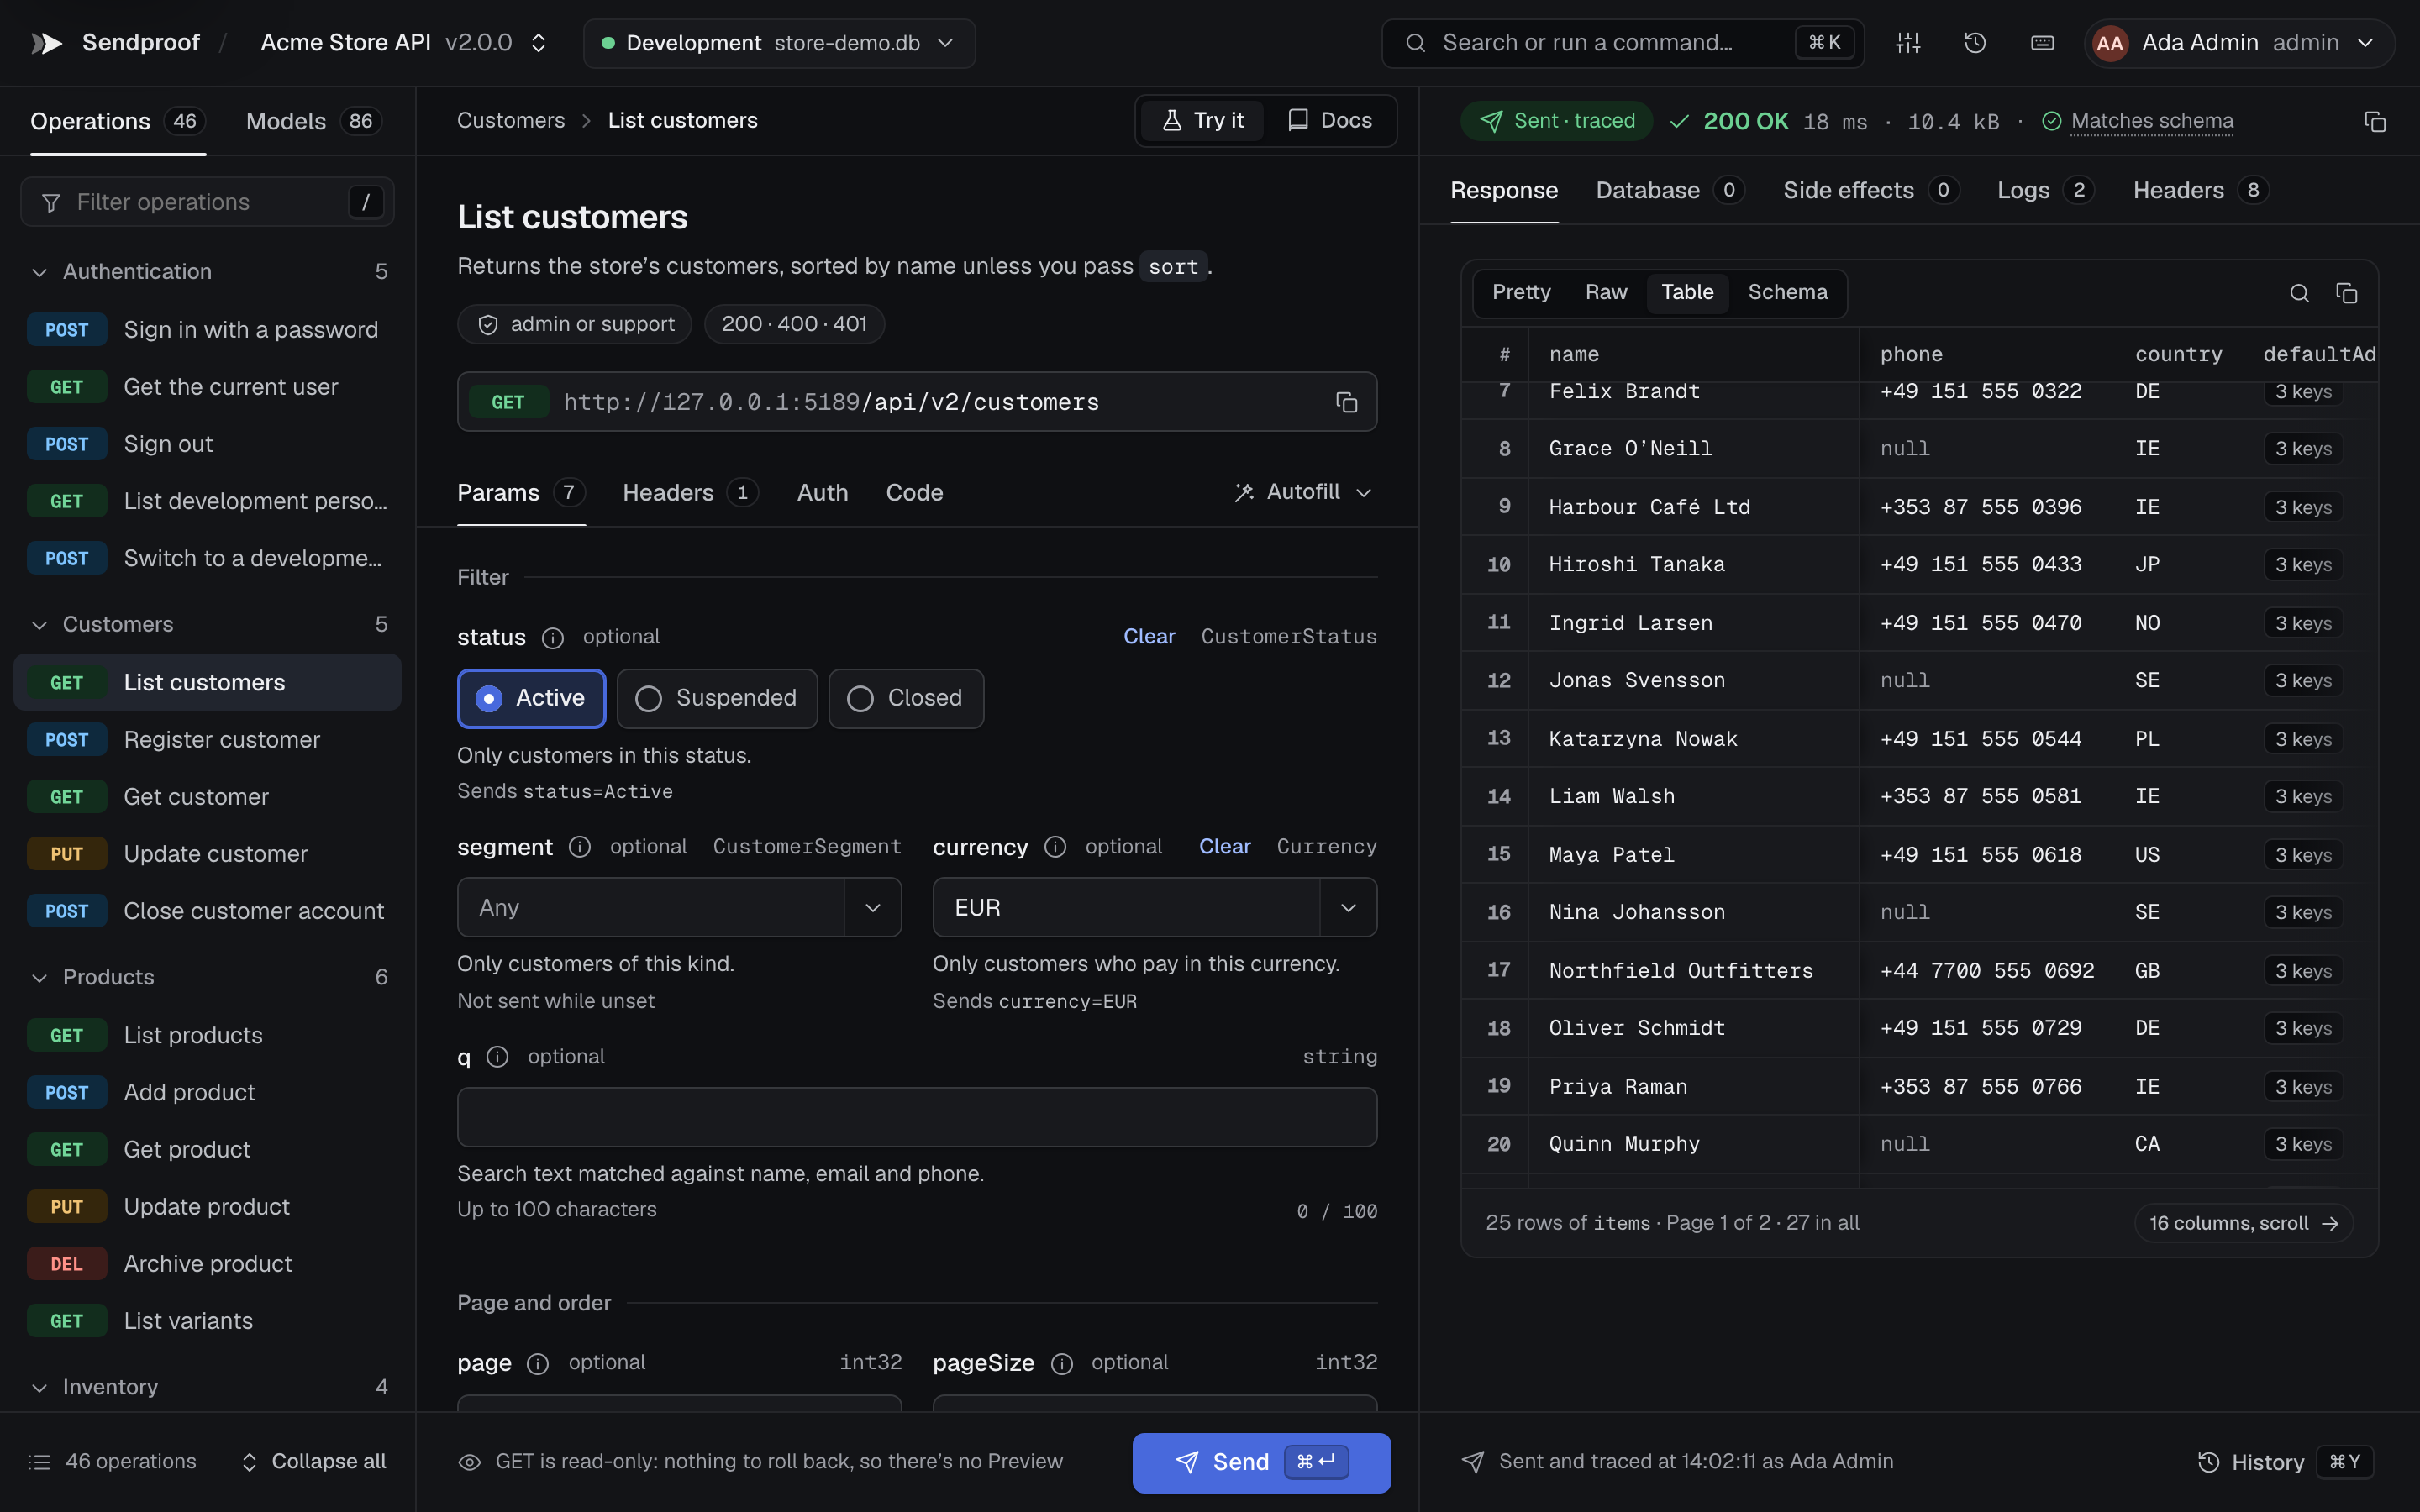 Sendproof / Acme Store API v2.0.0
Development store-demo.db
Search or run a command... ⌘K
AA Ada Admin admin
Operations 46 Models 86
Filter operations /
Authentication 5
POST Sign in with a password
GET Get the current user
POST Sign out
GET List development perso...
POST Switch to a developme...
Customers 5
GET List customers
POST Register customer
GET Get customer
PUT Update customer
POST Close customer account
Products 6
GET List products
POST Add product
GET Get product
PUT Update product
DEL Archive product
GET List variants
Inventory 4
46 operations Collapse all
Customers > List customers
Try it Docs
List customers
Returns the store’s customers, sorted by name unless you pass sort.
admin or support 200 · 400 · 401
GET http://127.0.0.1:5189/api/v2/customers
Params 7 Headers 1 Auth Code Autofill
Filter
status optional Clear CustomerStatus
Active Suspended Closed
Only customers in this status.
Sends status=Active
segment optional CustomerSegment
Any
Only customers of this kind.
Not sent while unset
currency optional Clear Currency
EUR
Only customers who pay in this currency.
Sends currency=EUR
q optional string
Search text matched against name, email and phone.
Up to 100 characters 0 / 100
Page and order
page optional int32
pageSize optional int32
GET is read-only: nothing to roll back, so there’s no Preview
Send ⌘↵
Sent · traced 200 OK 18 ms · 10.4 kB · Matches schema
Response Database 0 Side effects 0 Logs 2 Headers 8
Pretty Raw Table Schema
# name phone country defaultAd
7 Felix Brandt +49 151 555 0322 DE 3 keys
8 Grace O’Neill null IE 3 keys
9 Harbour Café Ltd +353 87 555 0396 IE 3 keys
10 Hiroshi Tanaka +49 151 555 0433 JP 3 keys
11 Ingrid Larsen +49 151 555 0470 NO 3 keys
12 Jonas Svensson null SE 3 keys
13 Katarzyna Nowak +49 151 555 0544 PL 3 keys
14 Liam Walsh +353 87 555 0581 IE 3 keys
15 Maya Patel +49 151 555 0618 US 3 keys
16 Nina Johansson null SE 3 keys
17 Northfield Outfitters +44 7700 555 0692 GB 3 keys
18 Oliver Schmidt +49 151 555 0729 DE 3 keys
19 Priya Raman +353 87 555 0766 IE 3 keys
20 Quinn Murphy null CA 3 keys
25 rows of items · Page 1 of 2 · 27 in all
16 columns, scroll →
Sent and traced at 14:02:11 as Ada Admin
History ⌘Y